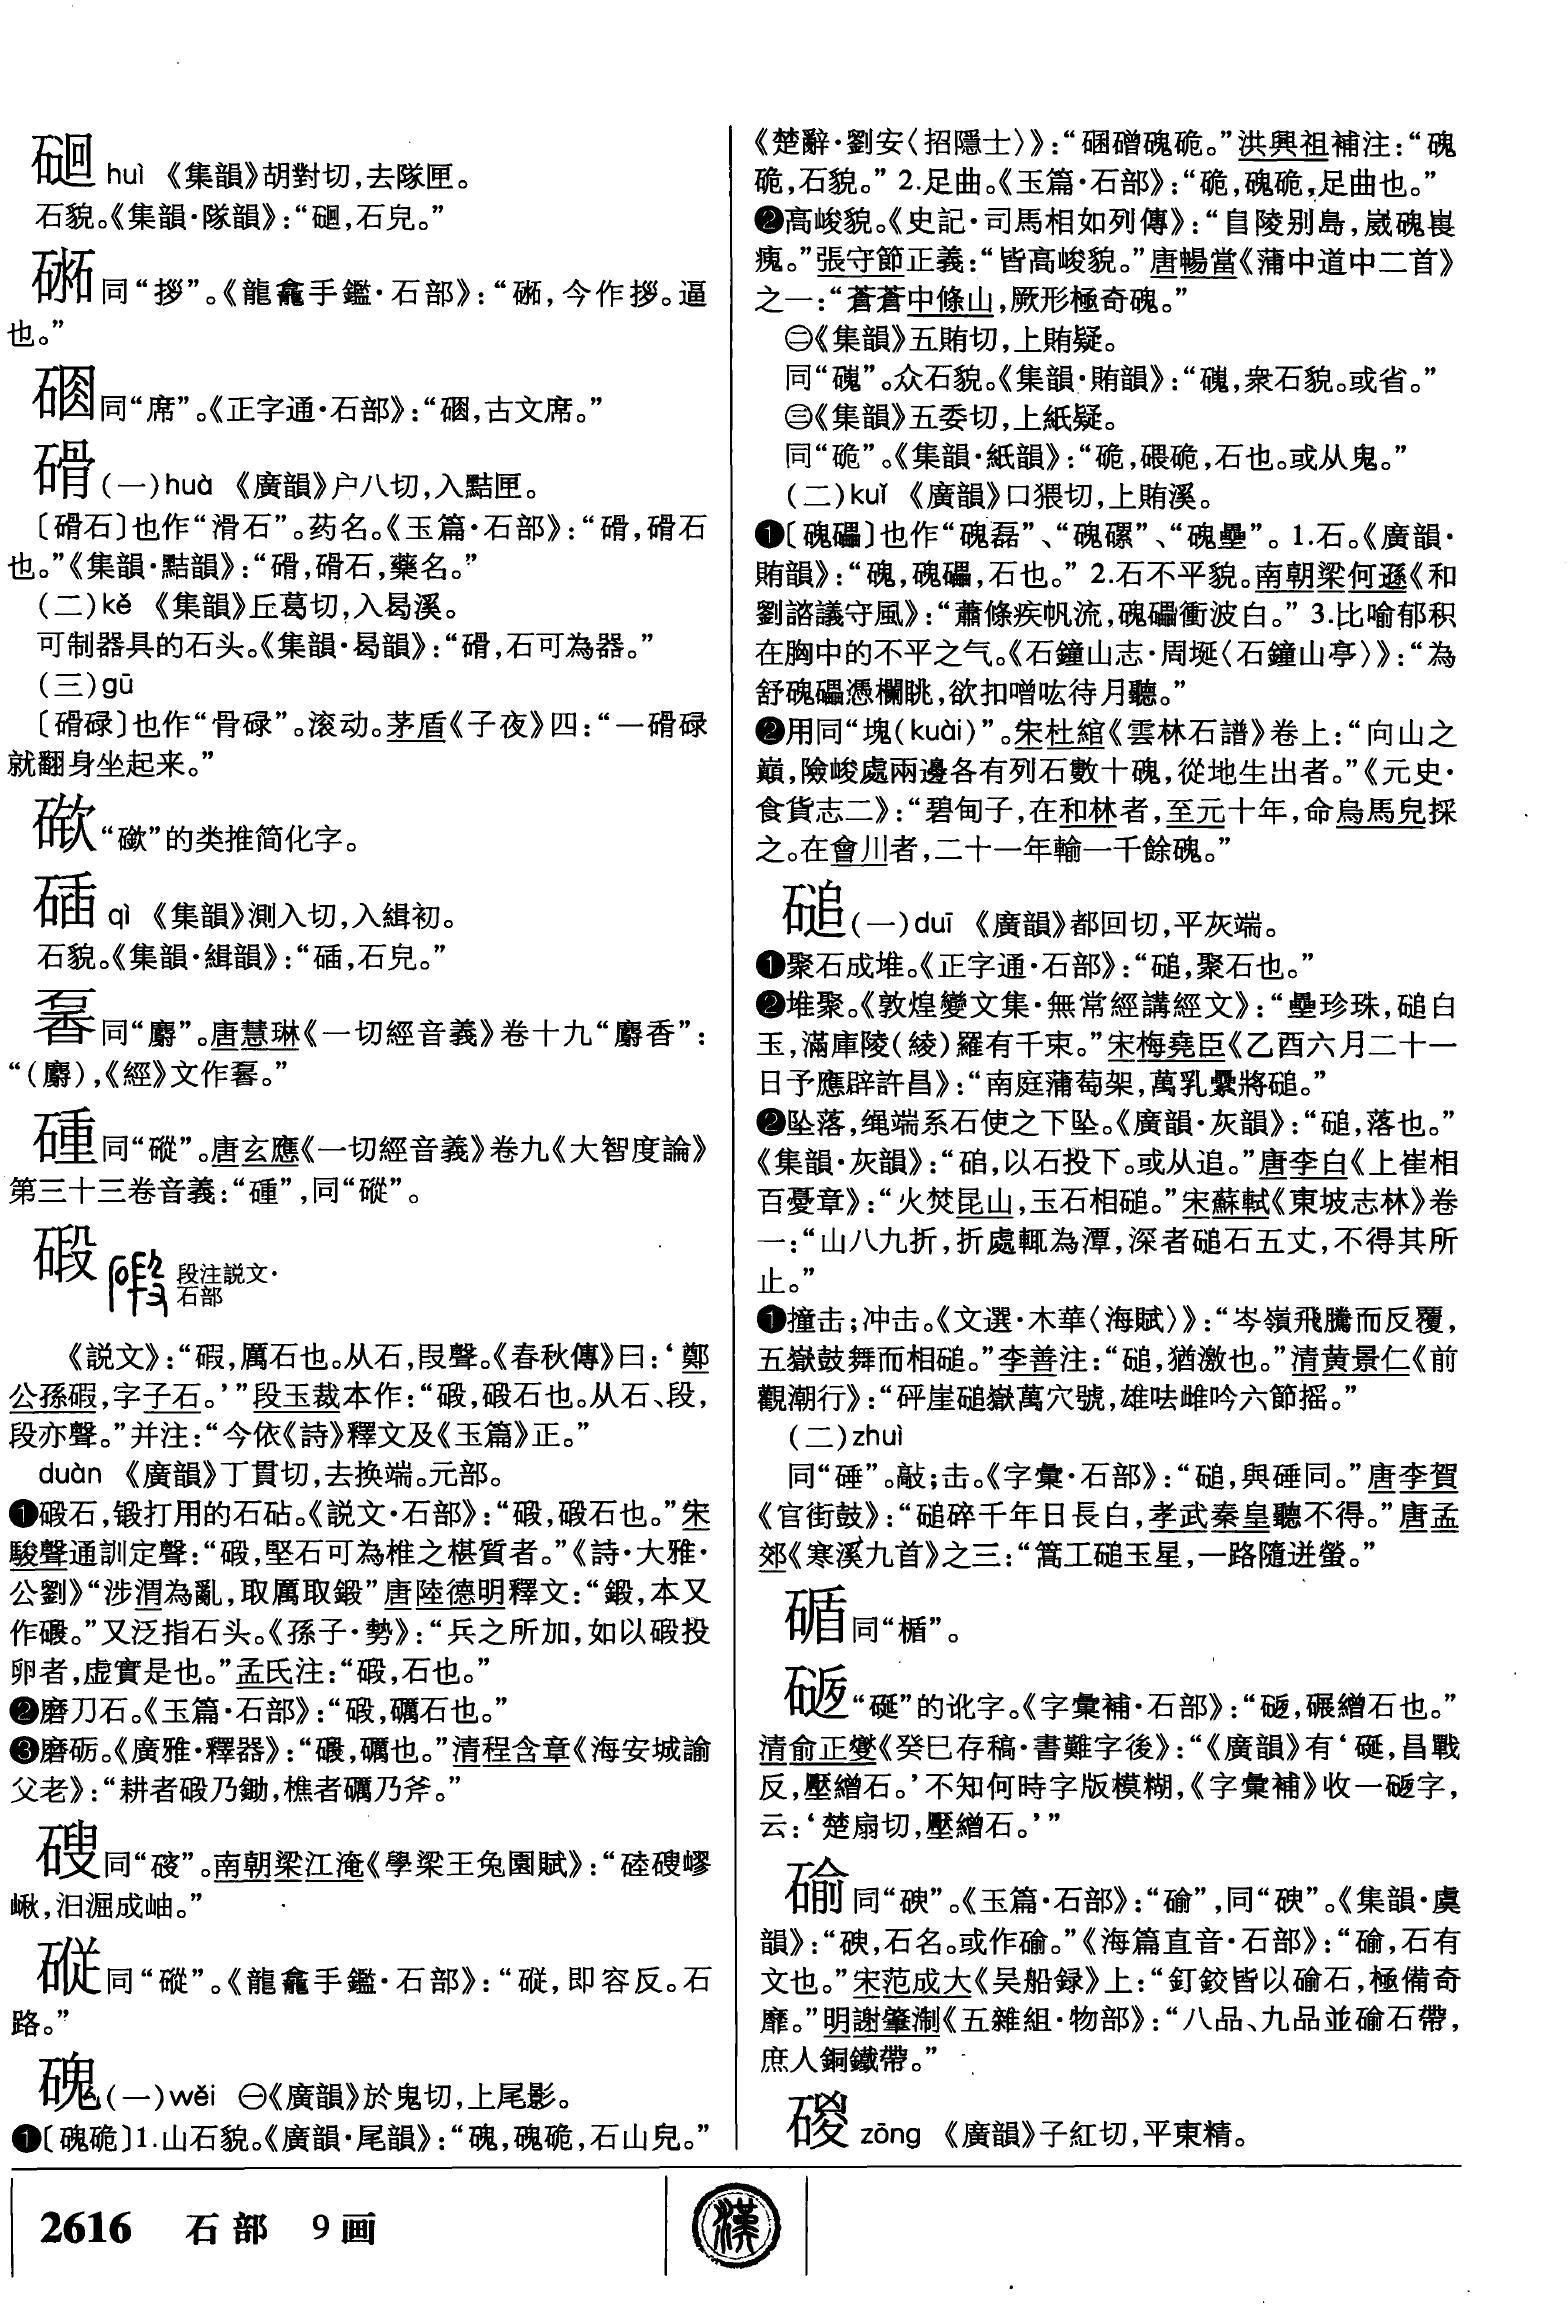 huì 《集韻》胡對切,去隊匣。
石貌。《集韻·隊韻》:“,石皃。”
同“拶”。《龍龕手鑑·石部》:“,今作拶。逼
也。”
同“席”。《正字通·石部》:“,古文席。”
磆(一)huà 《廣韻》户八切,入黠匣。
〔磆石〕也作“滑石”。药名。《玉篇·石部》:“磆,磆石
也。”《集韻·黠韻》:“磆,磆石,藥名。”
(二)kě 《集韻》丘葛切,入曷溪。
可制器具的石头。《集韻·曷韻》:“磆,石可為器。”
(三)gū
〔磆碌〕也作“骨碌”。滚动。茅盾《子夜》四:“一磆碌
就翻身坐起来。”
“”的类推简化字。
qì 《集韻》測入切,入緝初。
石貌。《集韻·緝韻》:“,石皃。”
同“麝”。唐慧琳《一切經音義》卷十九“麝香”:
“(麝),《經》文作。”
同“磫”。唐玄應《一切經音義》卷九《大智度論》
第三十三卷音義:“”,同“磫”。
碫 段注説文·
石部
《説文》:“碬,厲石也。从石,叚聲。《春秋傳》曰:‘鄭
公孫碬,字子石。’”段玉裁本作:“碫,碫石也。从石、段,
段亦聲。”并注:“今依《詩》釋文及《玉篇》正。”
duàn 《廣韻》丁貫切,去换端。元部。
❶碫石,锻打用的石砧。《説文·石部》:“碫,碫石也。”朱
駿聲通訓定聲:“碫,堅石可為椎之椹質者。”《詩·大雅·
公劉》“涉渭為亂,取厲取鍛”唐陸德明釋文:“鍛,本又
作碫。”又泛指石头。《孫子·勢》:“兵之所加,如以碫投
卵者,虚實是也。”孟氏注:“碫,石也。”
❷磨刀石。《玉篇·石部》:“碫,礪石也。”
❸磨砺。《廣雅·釋器》:“碫,礪也。”清程含章《海安城諭
父老》:“耕者碫乃鋤,樵者礪乃斧。”
同“”。南朝梁江淹《學梁王兔園賦》:“硉嵺
㟬,汩淈成岫。”
同“磫”。《龍龕手鑑·石部》:“,即容反。石
路。”
磈(一)wěi ㊀《廣韻》於鬼切,上尾影。
❶〔磈硊〕1.山石貌。《廣韻·尾韻》:“磈,磈硊,石山皃。”
《楚辭·劉安〈招隱士〉》:“碅磳磈硊。”洪興祖補注:“磈
硊,石貌。” 2.足曲。《玉篇·石部》:“硊,磈硊,足曲也。”
❷高峻貌。《史記·司馬相如列傳》:“自陵别島,崴磈㟪
瘣。”張守節正義:“皆高峻貌。”唐暢當《蒲中道中二首》
之一:“蒼蒼中條山,厥形極奇磈。”
㊁《集韻》五賄切,上賄疑。
同“磑”。众石貌。《集韻·賄韻》:“,衆石貌。或省。”
㊂《集韻》五委切,上紙疑。
同“硊”。《集韻·紙韻》:“硊,碨硊,石也。或从鬼。”
(二)kuǐ 《廣韻》口猥切,上賄溪。
❶〔磈礧〕也作“磈磊”、“磈磥”、“磈壘”。 1.石。《廣韻·
賄韻》:“磈,磈礧,石也。” 2.石不平貌。南朝梁何遜《和
劉諮議守風》:“蕭條疾帆流,磈礧衝波白。” 3.比喻郁积
在胸中的不平之气。《石鐘山志·周埏〈石鐘山亭〉》:“為
舒磈礧憑欄眺,欲扣噌吰待月聽。”
❷用同“塊(kuài)”。宋杜綰《雲林石譜》卷上:“向山之
巔,險峻處兩邊各有列石數十磈,從地生出者。”《元史·
食貨志二》:“碧甸子,在和林者,至元十年,命烏馬兒採
之。在會川者,二十一年輸一千餘磈。”
磓(一)duī 《廣韻》都回切,平灰端。
❶聚石成堆。《正字通·石部》:“磓,聚石也。”
❷堆聚。《敦煌變文集·無常經講經文》:“壘珍珠,磓白
玉,滿庫陵(綾)羅有千束。”宋梅堯臣《乙酉六月二十一
日予應辟許昌》:“南庭蒲萄架,萬乳纍將磓。”
❷坠落,绳端系石使之下坠。《廣韻·灰韻》:“磓,落也。”
《集韻·灰韻》:“䂨,以石投下。或从追。”唐李白《上崔相
百憂章》:“火焚昆山,玉石相磓。”宋蘇軾《東坡志林》卷
一:“山八九折,折處輒為潭,深者磓石五丈,不得其所
止。”
❶撞击;冲击。《文選·木華〈海賦〉》:“岑嶺飛騰而反覆,
五嶽鼓舞而相磓。”李善注:“磓,猶激也。”清黄景仁《前
觀潮行》:“砰崖磓嶽萬穴號,雄呿雌吟六節摇。”
(二)zhuì
同“硾”。敲;击。《字彙·石部》:“磓,與硾同。”唐李賀
《官街鼓》:“磓碎千年日長白,孝武秦皇聽不得。”唐孟
郊《寒溪九首》之三:“篙工磓玉星,一路隨迸螢。”
同“楯”。
“硟”的讹字。《字彙補·石部》:“,碾繒石也。”
清俞正燮《癸巳存稿·書難字後》:“《廣韻》有‘硟,昌戰
反,壓繒石。’不知何時字版模糊,《字彙補》收一字,
云:‘楚扇切,壓繒石。’”
同“碝”。《玉篇·石部》:“”,同“”。《集韻·虞
韻》:“,石名。或作。”《海篇直音·石部》:“,石有
文也。”宋范成大《吴船録》上:“釘鉸皆以石,極備奇
靡。”明謝肇淛《五雜組·物部》:“八品、九品並石帶,
庶人銅鐵帶。”
zōng 《廣韻》子紅切,平東精。
2616 石部 9画
漢